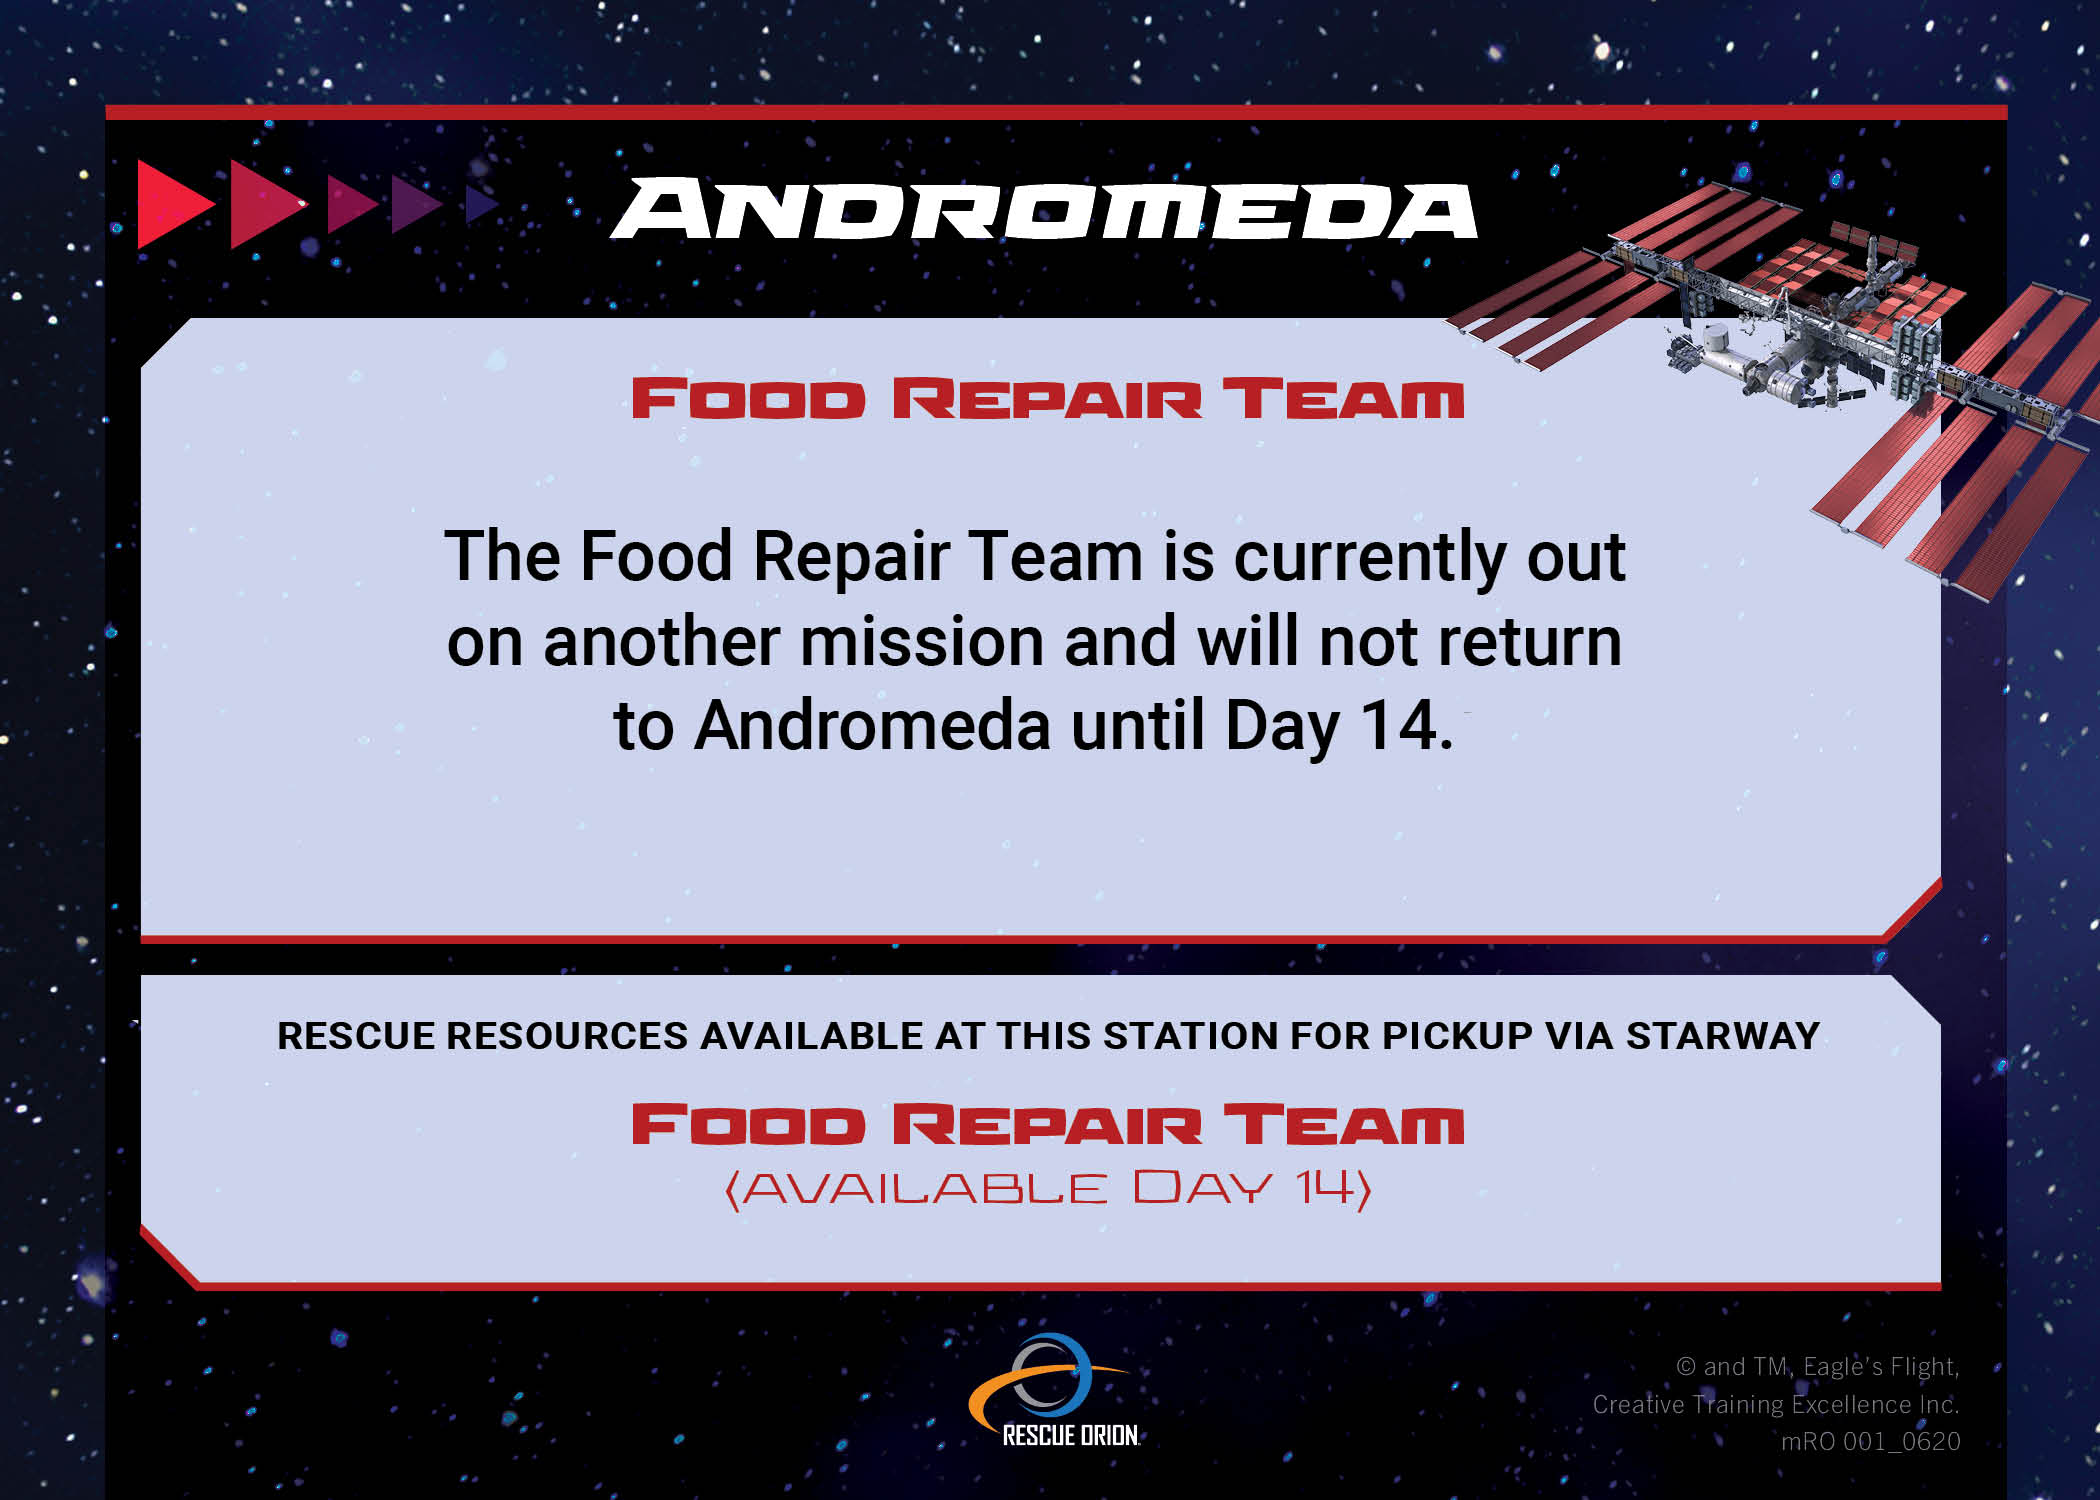 ANDROMEDA
FOOD REPAIR TEAM
The Food Repair Team is currently out
on another mission and will not return
to Andromeda until Day 14.
RESCUE RESOURCES AVAILABLE AT THIS STATION FOR PICKUP VIA STARWAY
FOOD REPAIR TEAM
(AVAILABLE DAY 14)
RESCUE ORION
© and TM, Eagle's Flight,
Creative Training Excellence Inc.
mRO 001_0620